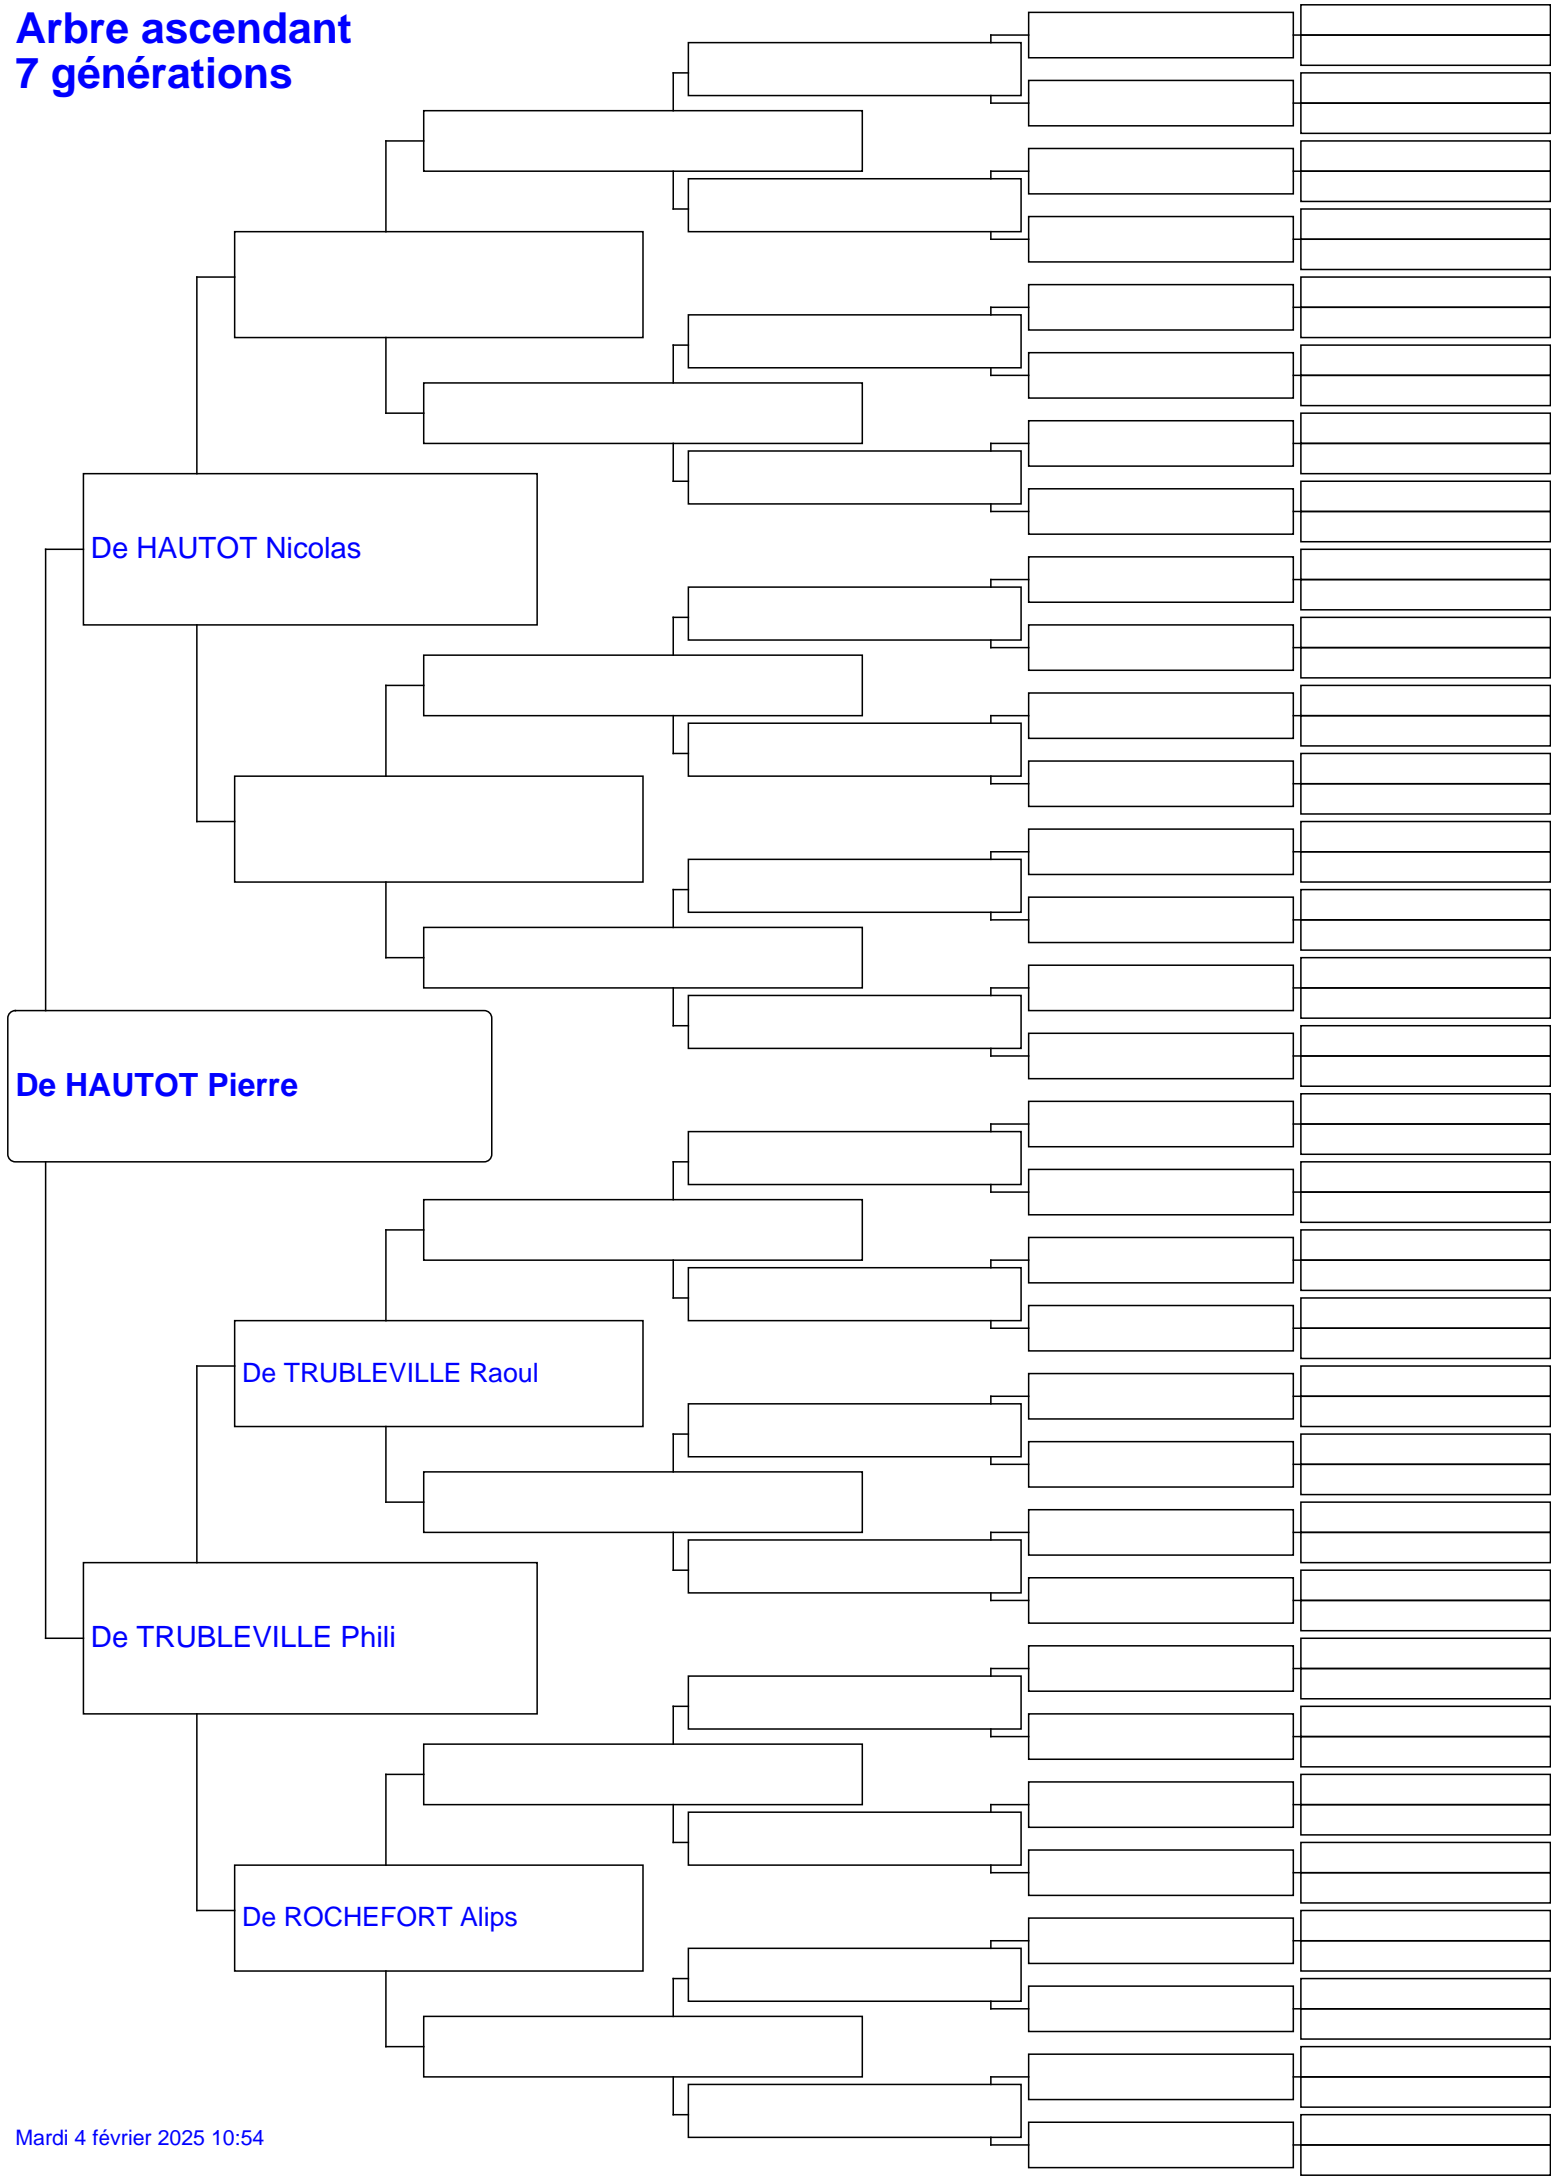 Arbre ascendant
7 générations
De HAUTOT Nicolas
De HAUTOT Pierre
De TRUBLEVILLE Raoul
De TRUBLEVILLE Phili
De ROCHEFORT Alips
Mardi 4 février 2025 10:54